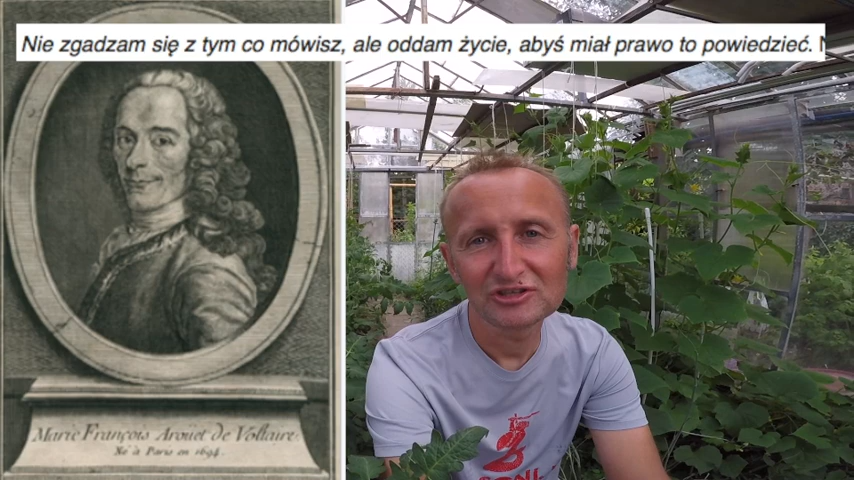 Nie zgadzam się z tym co mówisz, ale oddam życie, abyś miał prawo to powiedzieć.
Marie François Aroüet de Voltaire
Né à Paris en 1694.